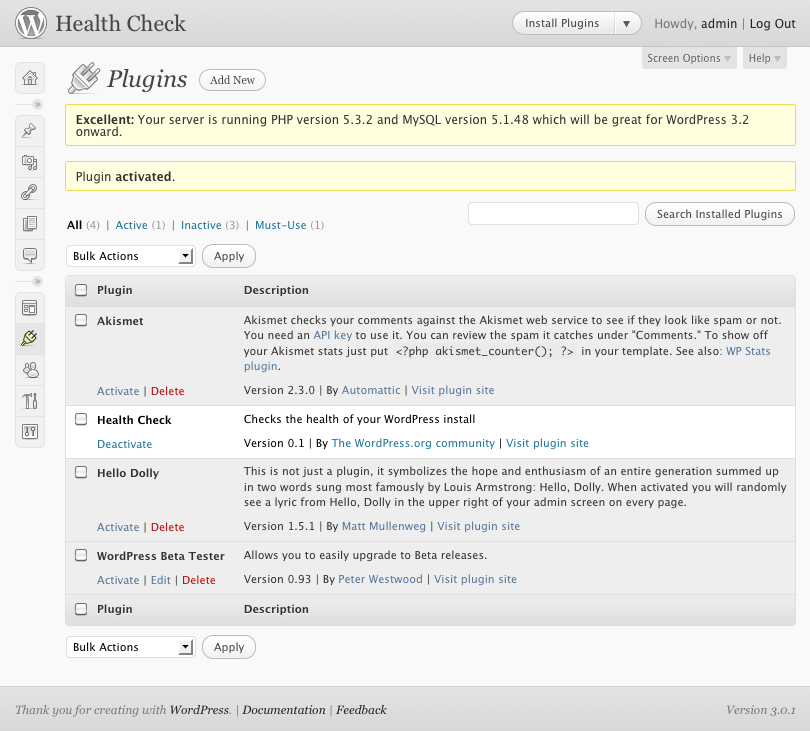 Health Check
Install Plugins
Howdy, admin | Log Out
Screen Options
Help
Plugins
Add New
Excellent: Your server is running PHP version 5.3.2 and MySQL version 5.1.48 which will be great for WordPress 3.2
onward.
Plugin activated.
All (4) | Active (1) | Inactive (3) | Must-Use (1)
Search Installed Plugins
Bulk Actions
Apply
Plugin
Description
Akismet
Akismet checks your comments against the Akismet web service to see if they look like spam or not.
You need an API key to use it. You can review the spam it catches under "Comments." To show off
your Akismet stats just put <?php akismet_counter(); ?> in your template. See also: WP Stats
plugin.
Activate | Delete
Version 2.3.0 | By Automattic | Visit plugin site
Health Check
Checks the health of your WordPress install
Deactivate
Version 0.1 | By The WordPress.org community | Visit plugin site
Hello Dolly
This is not just a plugin, it symbolizes the hope and enthusiasm of an entire generation summed up
in two words sung most famously by Louis Armstrong: Hello, Dolly. When activated you will randomly
see a lyric from Hello, Dolly in the upper right of your admin screen on every page.
Activate | Delete
Version 1.5.1 | By Matt Mullenweg | Visit plugin site
WordPress Beta Tester
Allows you to easily upgrade to Beta releases.
Activate | Edit | Delete
Version 0.93 | By Peter Westwood | Visit plugin site
Plugin
Description
Bulk Actions
Apply
Thank you for creating with WordPress. | Documentation | Feedback
Version 3.0.1